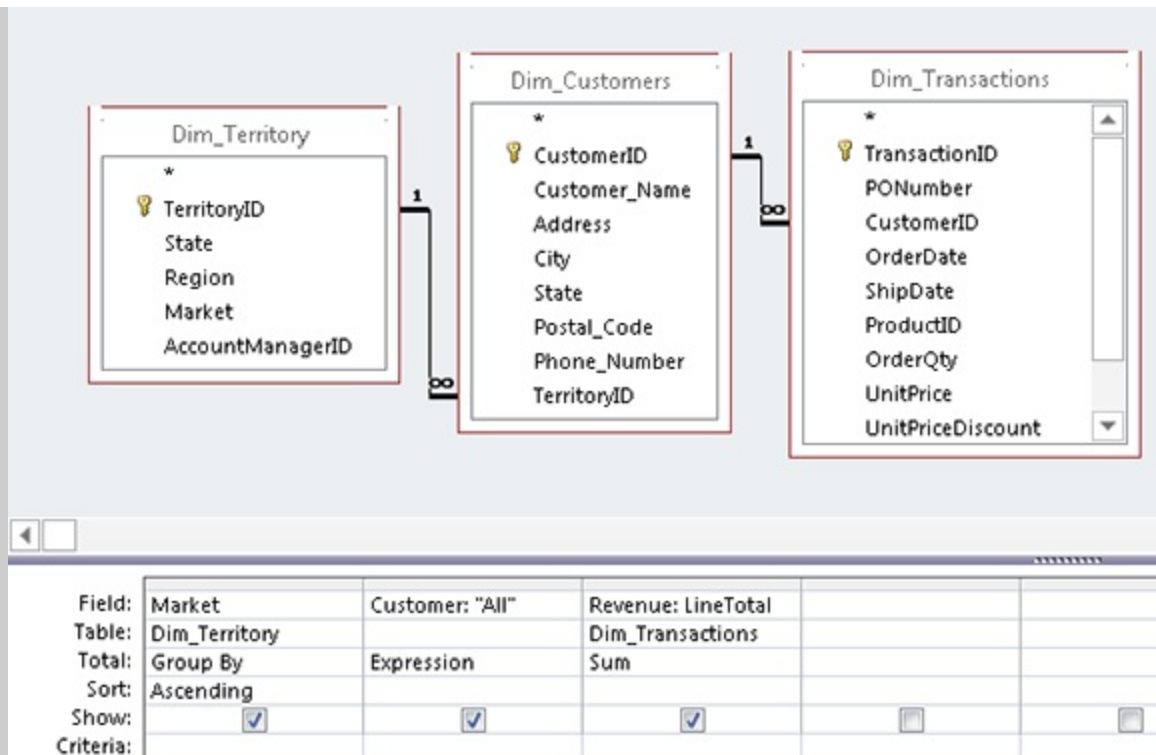 Dim_Territory
*
TerritoryID
State
Region
Market
AccountManagerID
1
∞
Dim_Customers
*
CustomerID
Customer_Name
Address
City
State
Postal_Code
Phone_Number
TerritoryID
1
∞
Dim_Transactions
*
TransactionID
PONumber
CustomerID
OrderDate
ShipDate
ProductID
OrderQty
UnitPrice
UnitPriceDiscount
Field: Market Customer: "All" Revenue: LineTotal
Table: Dim_Territory Dim_Transactions
Total: Group By Expression Sum
Sort: Ascending
Show:
Criteria: